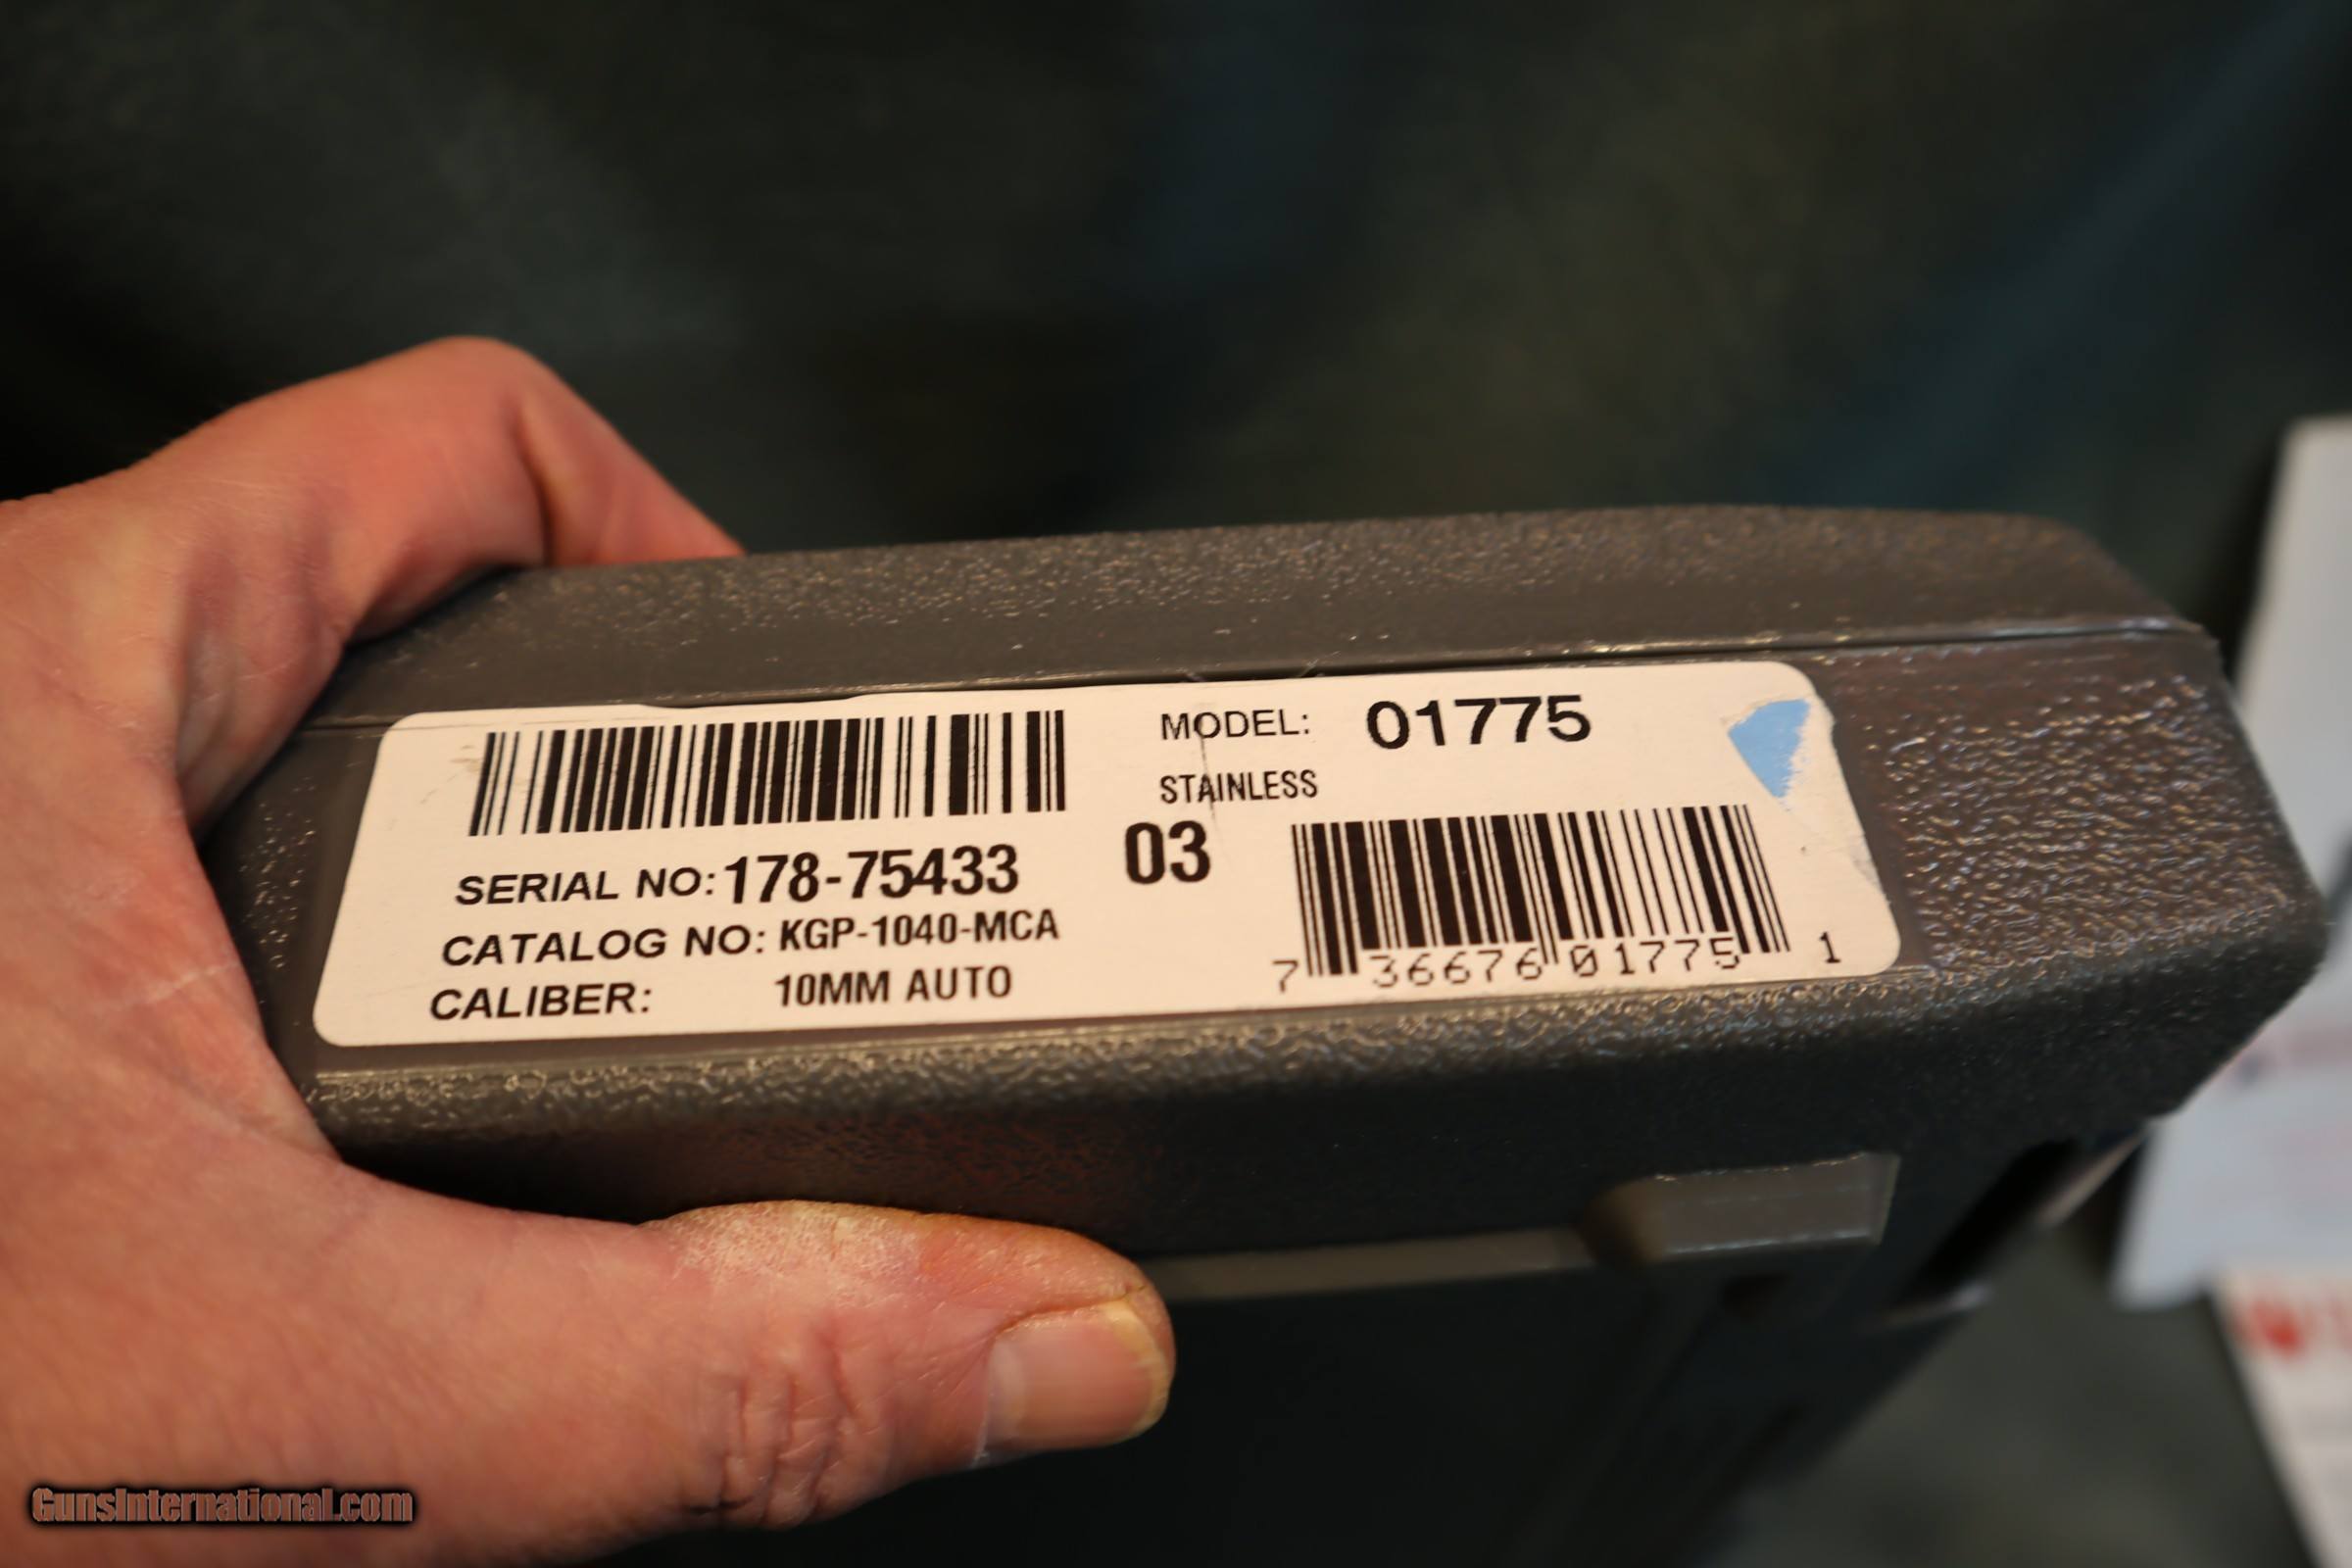 MODEL: 01775
STAINLESS
03
SERIAL NO: 178-75433
CATALOG NO: KGP-1040-MCA
CALIBER: 10MM AUTO
7 36676 01775 1
GunsInternational.com